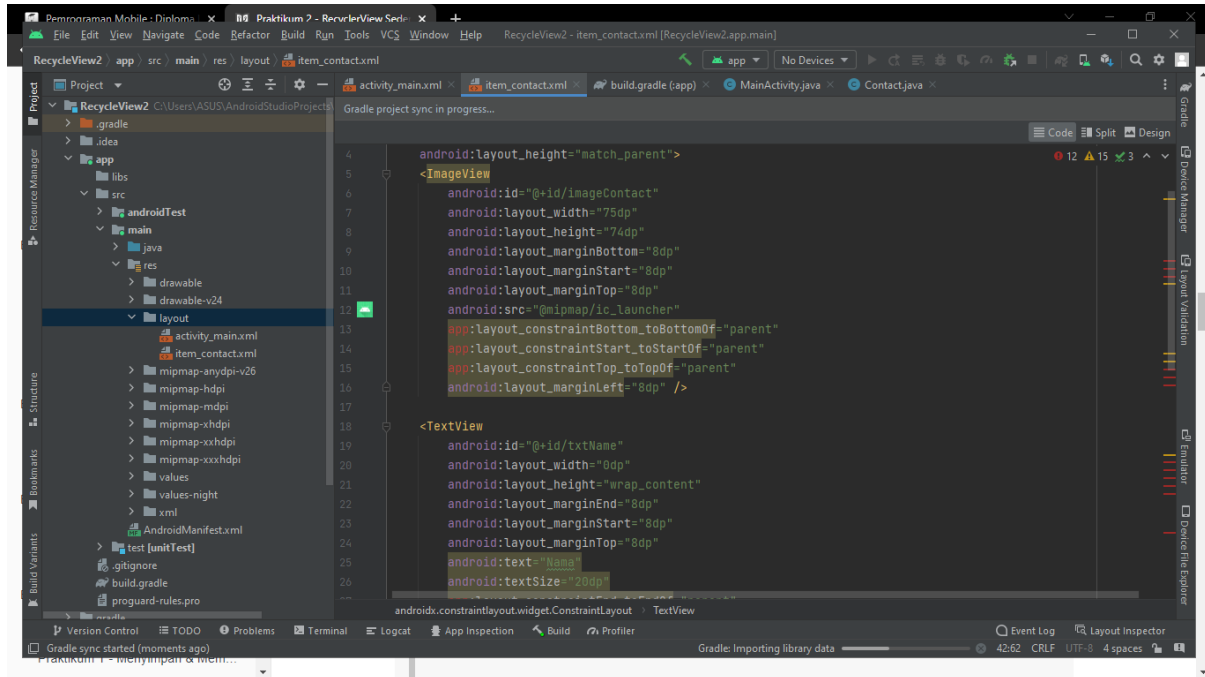 Pemrograman Mobile : Diploma
Praktikum 2 - RecyclerView Sede
File Edit View Navigate Code Refactor Build Run Tools VCS Window Help RecycleView2 - item_contact.xml [RecycleView2.app.main]
RecycleView2 app src main res layout item_contact.xml
app No Devices
Project
activity_main.xml item_contact.xml build.gradle (:app) MainActivity.java Contact.java
RecycleView2 C:\Users\ASUS\AndroidStudioProjects\
Gradle project sync in progress...
Code Split Design
12 15 3
.gradle
.idea
app
libs
src
androidTest
main
java
res
drawable
drawable-v24
layout
activity_main.xml
item_contact.xml
mipmap-anydpi-v26
mipmap-hdpi
mipmap-mdpi
mipmap-xhdpi
mipmap-xxhdpi
mipmap-xxxhdpi
values
values-night
xml
AndroidManifest.xml
test [unitTest]
.gitignore
build.gradle
proguard-rules.pro
gradle
4 android:layout_height="match_parent">
5 <ImageView
6 android:id="@+id/imageContact"
7 android:layout_width="75dp"
8 android:layout_height="74dp"
9 android:layout_marginBottom="8dp"
10 android:layout_marginStart="8dp"
11 android:layout_marginTop="8dp"
12 android:src="@mipmap/ic_launcher"
13 app:layout_constraintBottom_toBottomOf="parent"
14 app:layout_constraintStart_toStartOf="parent"
15 app:layout_constraintTop_toTopOf="parent"
16 android:layout_marginLeft="8dp" />
17
18 <TextView
19 android:id="@+id/txtName"
20 android:layout_width="0dp"
21 android:layout_height="wrap_content"
22 android:layout_marginEnd="8dp"
23 android:layout_marginStart="8dp"
24 android:layout_marginTop="8dp"
25 android:text="Nama"
26 android:textSize="20dp"
androidx.constraintlayout.widget.ConstraintLayout TextView
Project
Resource Manager
Structure
Bookmarks
Build Variants
Gradle
Device Manager
Layout Validation
Emulator
Device File Explorer
Version Control TODO Problems Terminal Logcat App Inspection Build Profiler Event Log Layout Inspector
Gradle sync started (moments ago) Gradle: Importing library data 42:62 CRLF UTF-8 4 spaces
Praktikum 1 - Menyimpan & Mem...